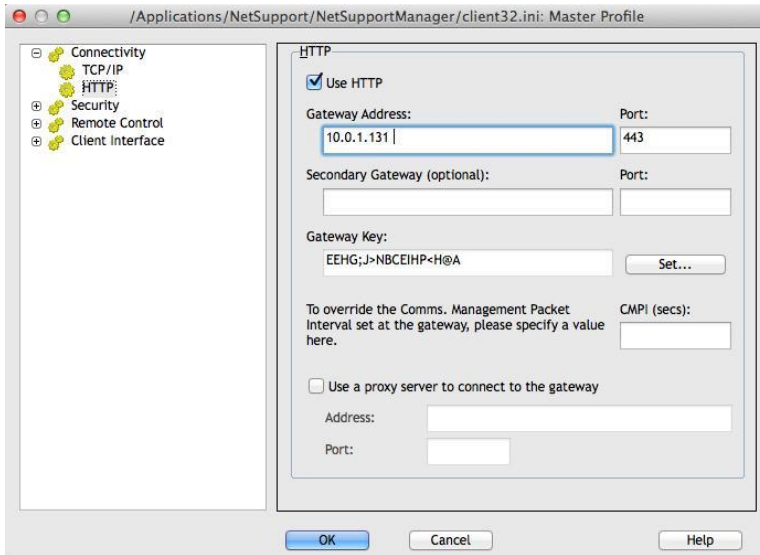 /Applications/NetSupport/NetSupportManager/client32.ini: Master Profile
Connectivity
TCP/IP
HTTP
Security
Remote Control
Client Interface
HTTP
Use HTTP
Gateway Address:
Port:
10.0.1.131
443
Secondary Gateway (optional):
Port:
Gateway Key:
EEHG;J>NBCEIHP<H@A
Set...
To override the Comms. Management Packet
Interval set at the gateway, please specify a value
here.
CMPI (secs):
Use a proxy server to connect to the gateway
Address:
Port:
OK
Cancel
Help